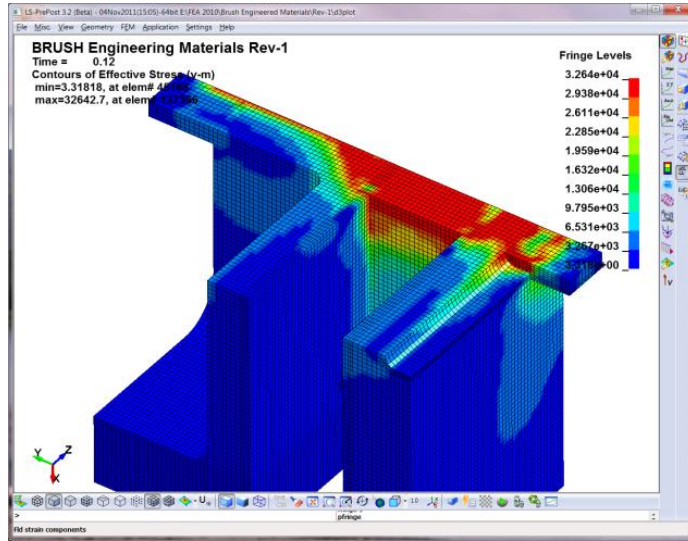 LS-PrePost 3.2 (Beta) - 04Nov2011(15:05)-64bit E:\FEA 2010\Brush Engineered Materials\Rev-1\d3plot
File Misc. View Geometry FEM Application Settings Help
BRUSH Engineering Materials Rev-1
Time = 0.12
Contours of Effective Stress (v-m)
min=3.31818, at elem#
max=32642.7, at elem#
Fringe Levels
3.264e+04
2.938e+04
2.611e+04
2.285e+04
1.959e+04
1.632e+04
1.306e+04
9.795e+03
6.531e+03
3.267e+03
Y
Z
X
>
pfringe
Fld strain components